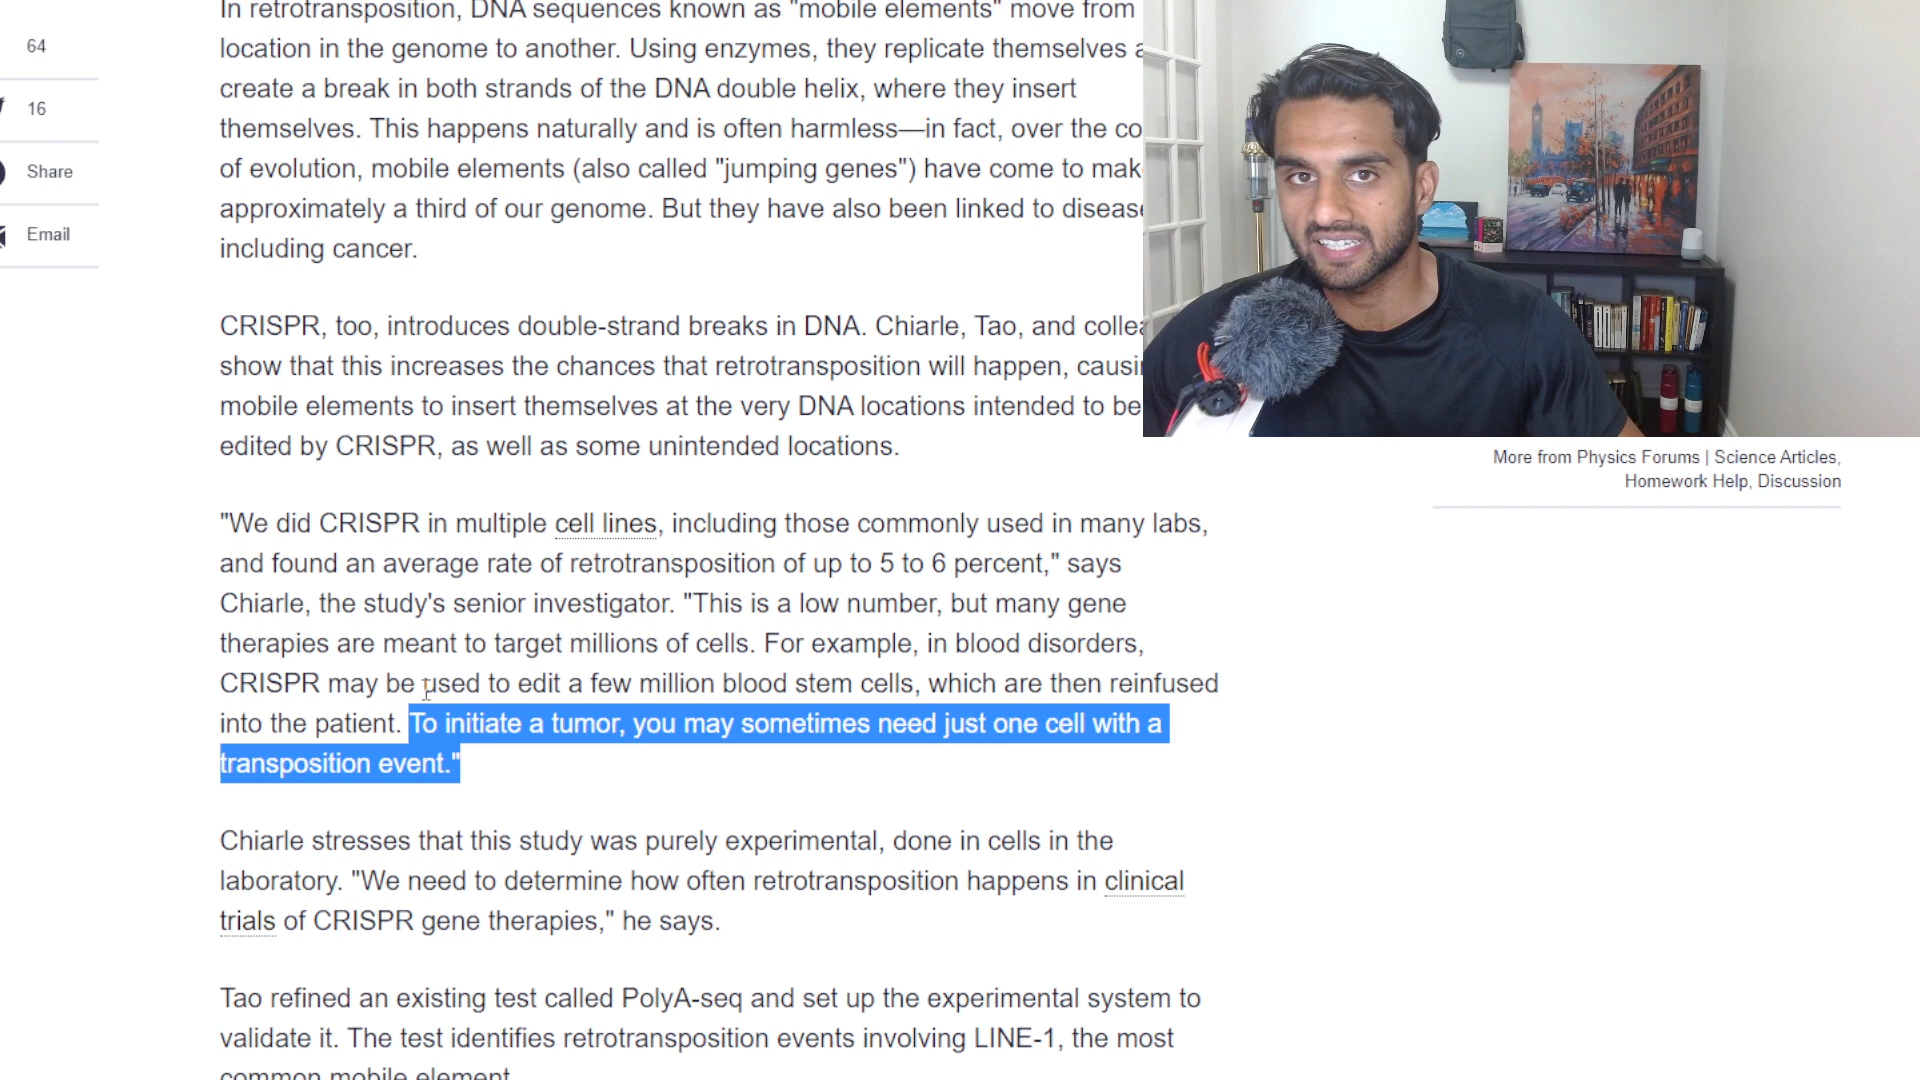 64
16
Share
Email
In retrotransposition, DNA sequences known as "mobile elements" move from
location in the genome to another. Using enzymes, they replicate themselves
create a break in both strands of the DNA double helix, where they insert
themselves. This happens naturally and is often harmless—in fact, over the
of evolution, mobile elements (also called "jumping genes") have come to
approximately a third of our genome. But they have also been linked to
including cancer.
CRISPR, too, introduces double-strand breaks in DNA. Chiarle, Tao, and
show that this increases the chances that retrotransposition will happen,
mobile elements to insert themselves at the very DNA locations intended to be
edited by CRISPR, as well as some unintended locations.
"We did CRISPR in multiple cell lines, including those commonly used in many labs,
and found an average rate of retrotransposition of up to 5 to 6 percent," says
Chiarle, the study's senior investigator. "This is a low number, but many gene
therapies are meant to target millions of cells. For example, in blood disorders,
CRISPR may be used to edit a few million blood stem cells, which are then reinfused
into the patient. To initiate a tumor, you may sometimes need just one cell with a
transposition event."
Chiarle stresses that this study was purely experimental, done in cells in the
laboratory. "We need to determine how often retrotransposition happens in clinical
trials of CRISPR gene therapies," he says.
Tao refined an existing test called PolyA-seq and set up the experimental system to
validate it. The test identifies retrotransposition events involving LINE-1, the most
common mobile element.
More from Physics Forums | Science Articles,
Homework Help, Discussion